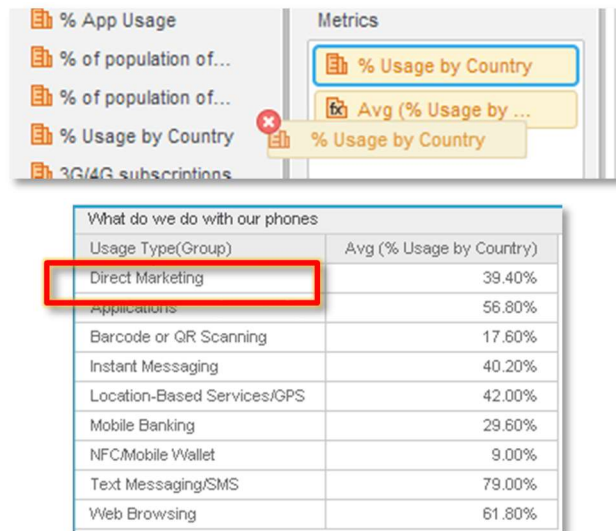 % App Usage
Metrics
% of population of...
% Usage by Country
% of population of...
Avg (% Usage by ...
% Usage by Country
% Usage by Country
3G/4G subscriptions
What do we do with our phones
Usage Type(Group) Avg (% Usage by Country)
Direct Marketing 39.40%
Applications 56.80%
Barcode or QR Scanning 17.60%
Instant Messaging 40.20%
Location-Based Services/GPS 42.00%
Mobile Banking 29.60%
NFC/Mobile Wallet 9.00%
Text Messaging/SMS 79.00%
Web Browsing 61.80%